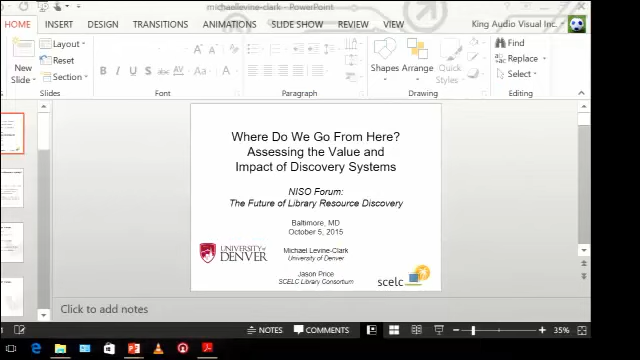 michaellevine-clark - PowerPoint
HOME INSERT DESIGN TRANSITIONS ANIMATIONS SLIDE SHOW REVIEW VIEW King Audio Visual Inc.
New Slide
Layout
Reset
Section
Slides
B I U S
Font
Paragraph
Shapes Arrange Quick Styles
Drawing
Find
Replace
Select
Editing
Where Do We Go From Here?
Assessing the Value and
Impact of Discovery Systems
NISO Forum:
The Future of Library Resource Discovery
Baltimore, MD
October 5, 2015
UNIVERSITY OF
DENVER
Michael Levine-Clark
University of Denver
Jason Price
SCELC Library Consortium
scelc
Click to add notes
NOTES COMMENTS 35%